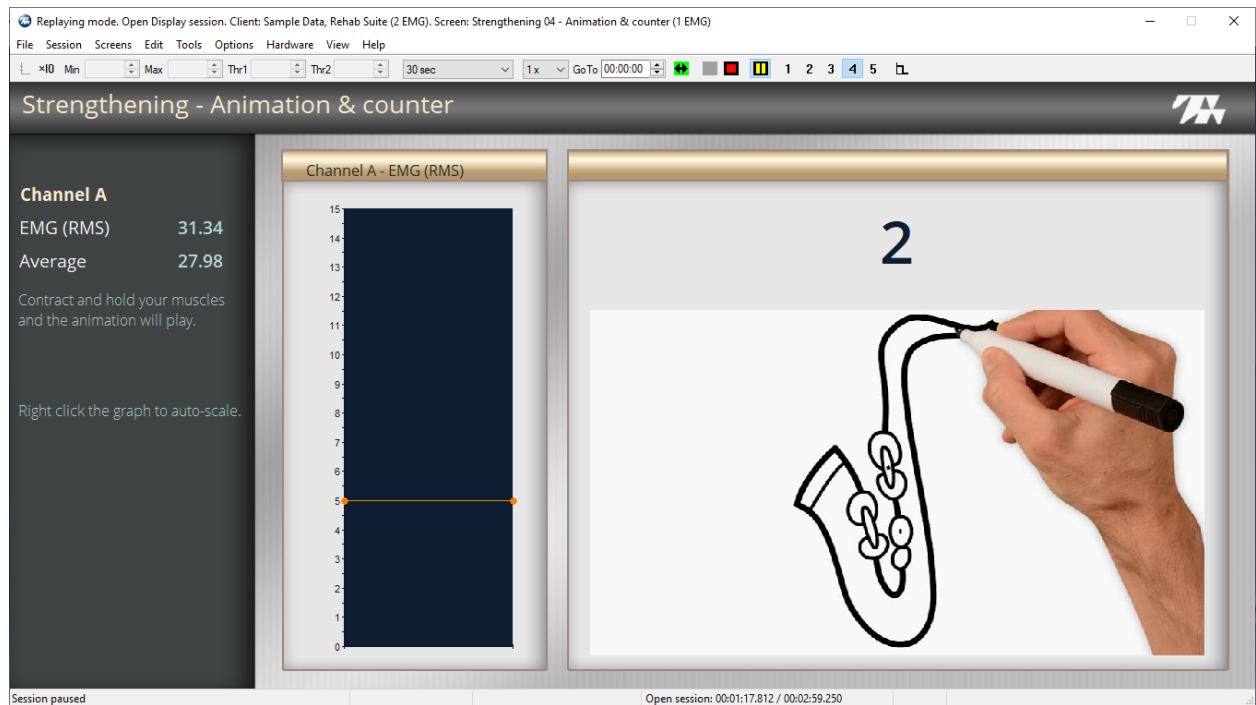 Replaying mode. Open Display session. Client: Sample Data, Rehab Suite (2 EMG). Screen: Strengthening 04 - Animation & counter (1 EMG)
File Session Screens Edit Tools Options Hardware View Help
×10 Min Max Thr1 Thr2 30 sec 1 x GoTo 00:00:00 1 2 3 4 5
Strengthening - Animation & counter
Channel A
EMG (RMS) 31.34
Average 27.98
Contract and hold your muscles
and the animation will play.
Right click the graph to auto-scale.
Channel A - EMG (RMS)
15
14
13
12
11
10
9
8
7
6
5
4
3
2
1
0
2
Session paused
Open session: 00:01:17.812 / 00:02:59.250